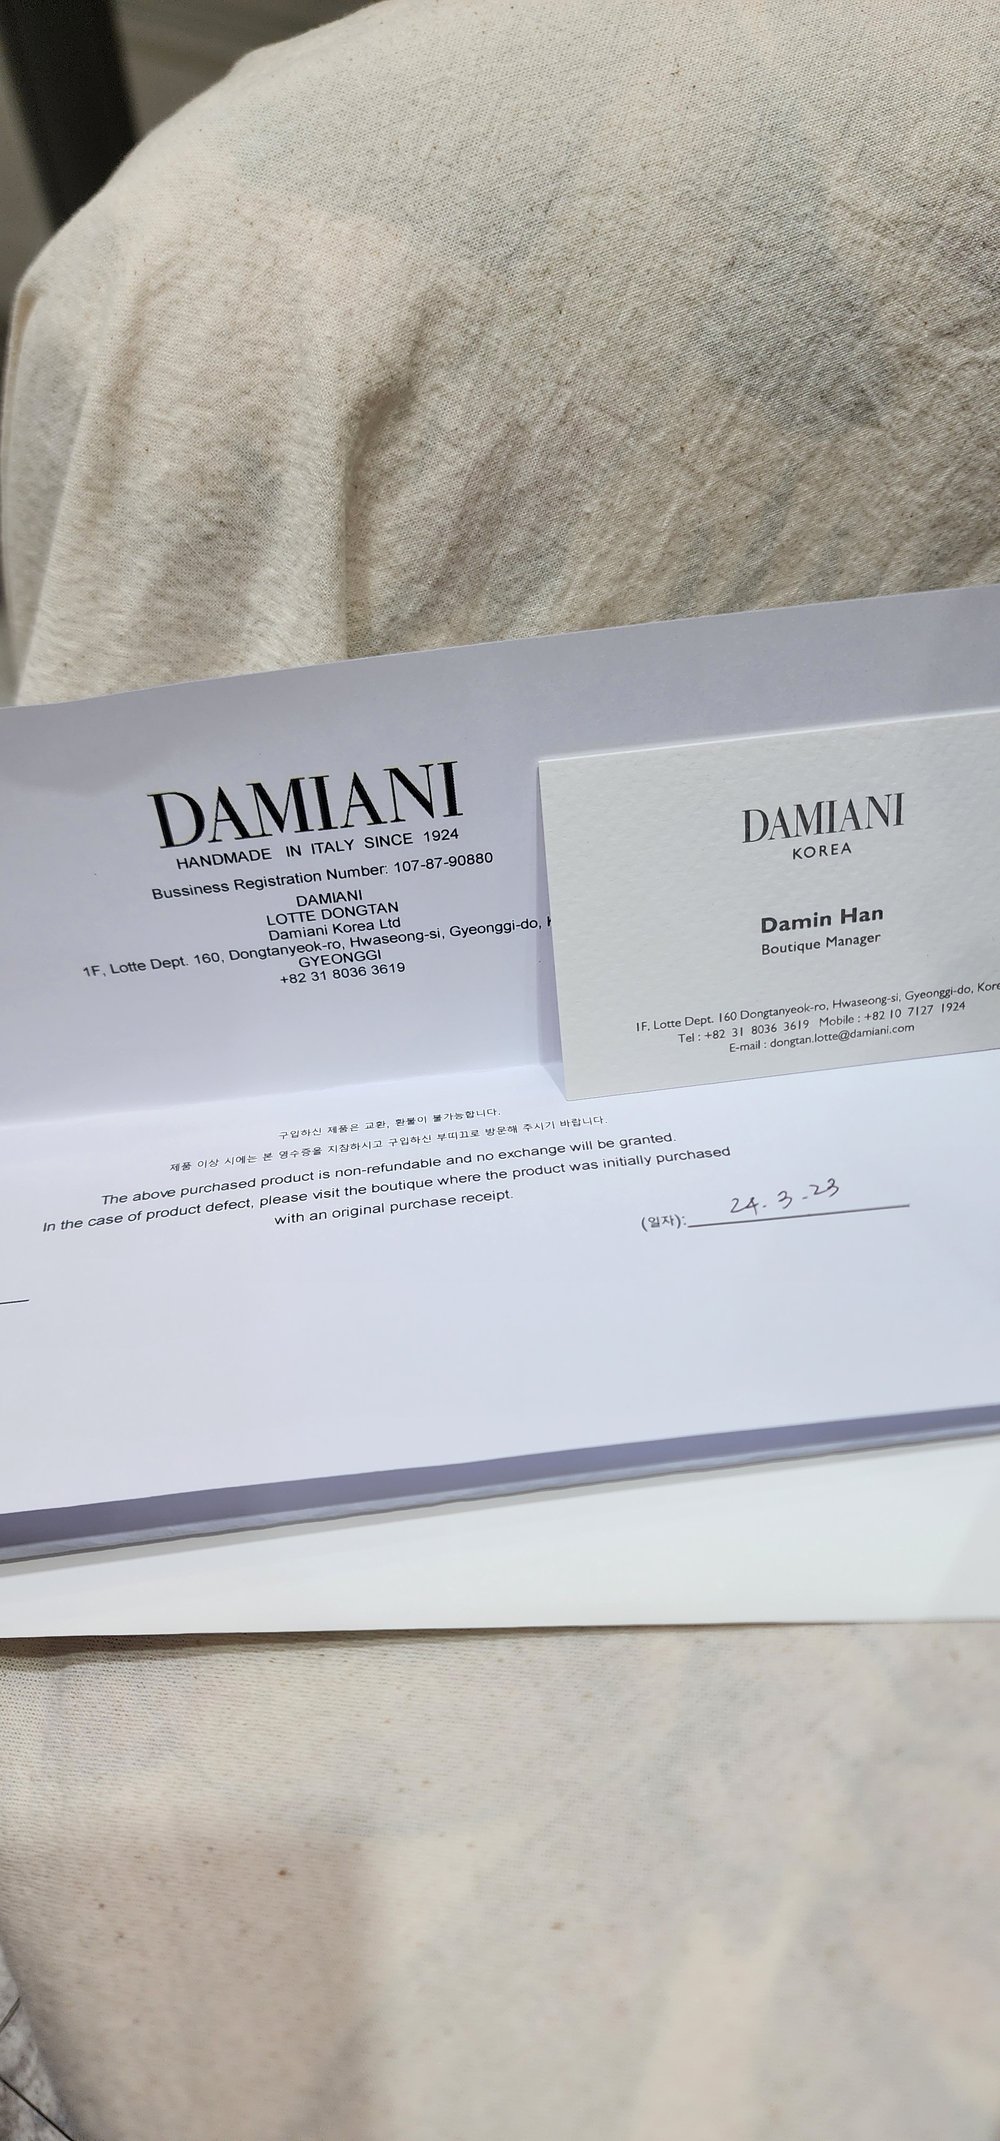 DAMIANI
HANDMADE IN ITALY SINCE 1924
Bussiness Registration Number: 107-87-90880
DAMIANI
LOTTE DONGTAN
Damiani Korea Ltd
1F, Lotte Dept. 160, Dongtanyeok-ro, Hwaseong-si, Gyeonggi-do,
GYEONGGI
+82 31 8036 3619
DAMIANI
KOREA
Damin Han
Boutique Manager
1F, Lotte Dept. 160 Dongtanyeok-ro, Hwaseong-si, Gyeonggi-do, Kore
Tel : +82 31 8036 3619 Mobile : +82 10 7127 1924
E-mail : dongtan.lotte@damiani.com
구입하신 제품은 교환, 환불이 불가능합니다.
제품 이상 시에는 본 영수증을 지참하시고 구입하신 부띠끄로 방문해 주시기 바랍니다.
The above purchased product is non-refundable and no exchange will be granted.
In the case of product defect, please visit the boutique where the product was initially purchased
with an original purchase receipt.
(일자): 24. 3. 23